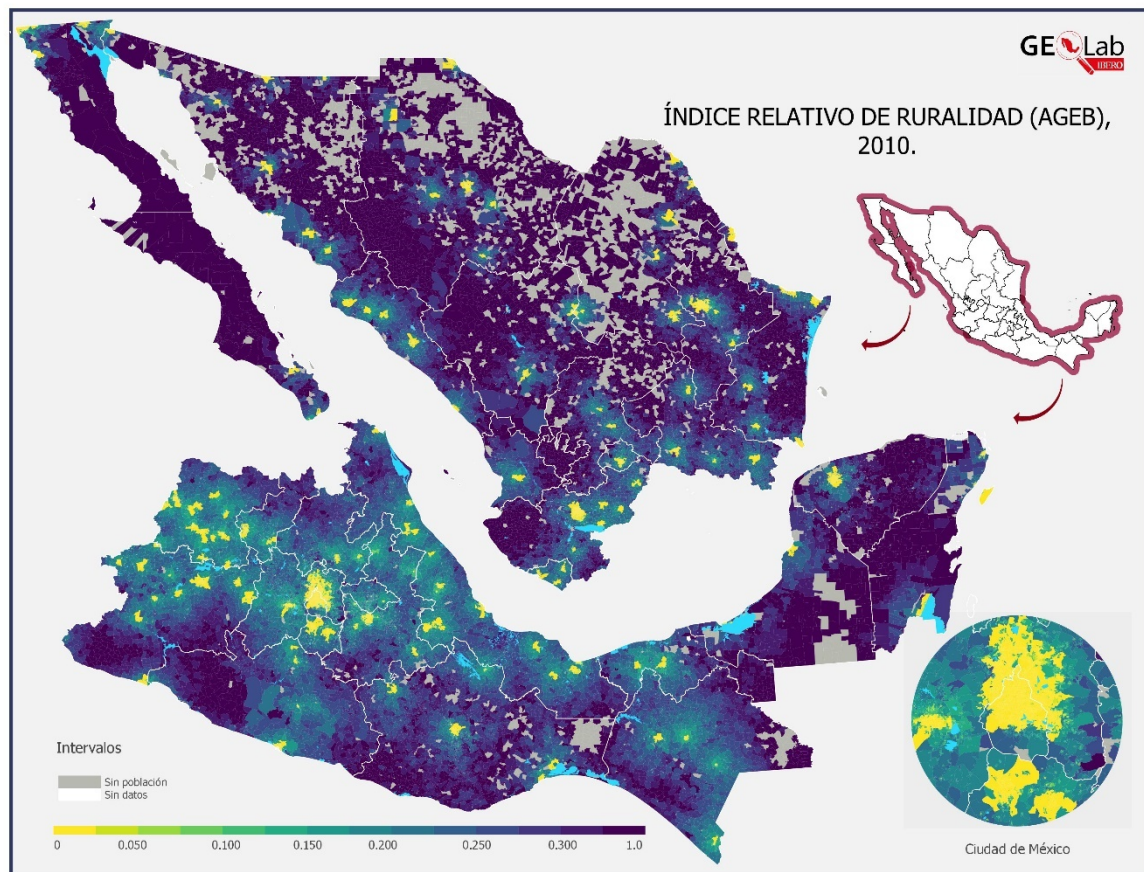 GEOLab
IBERO
ÍNDICE RELATIVO DE RURALIDAD (AGEB),
2010.
Intervalos
Sin población
Sin datos
0 0.050 0.100 0.150 0.200 0.250 0.300 1.0
Ciudad de México